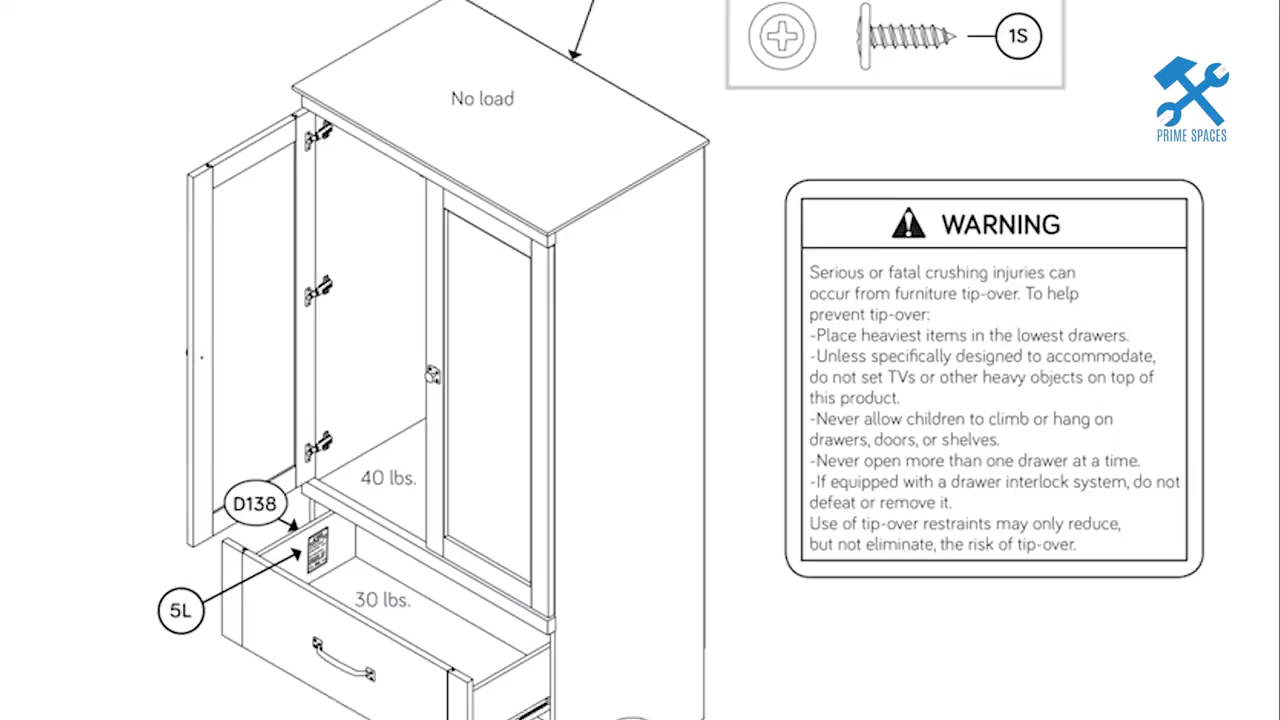 1S
No load
PRIME SPACES
WARNING
Serious or fatal crushing injuries can
occur from furniture tip-over. To help
prevent tip-over:
-Place heaviest items in the lowest drawers.
-Unless specifically designed to accommodate,
do not set TVs or other heavy objects on top of
this product.
-Never allow children to climb or hang on
drawers, doors, or shelves.
-Never open more than one drawer at a time.
-If equipped with a drawer interlock system, do not
defeat or remove it.
Use of tip-over restraints may only reduce,
but not eliminate, the risk of tip-over.
40 lbs.
D138
5L
30 lbs.